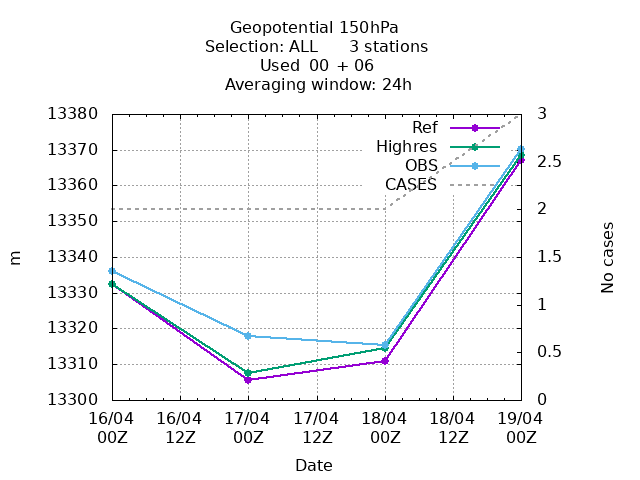 Geopotential 150hPa
Selection: ALL 3 stations
Used 00 + 06
Averaging window: 24h
13380
13370
13360
13350
13340
13330
13320
13310
13300
m
Ref
Highres
OBS
CASES
3
2.5
2
1.5
1
0.5
0
No cases
16/04 16/04 17/04 17/04 18/04 18/04 19/04
00Z 12Z 00Z 12Z 00Z 12Z 00Z
Date